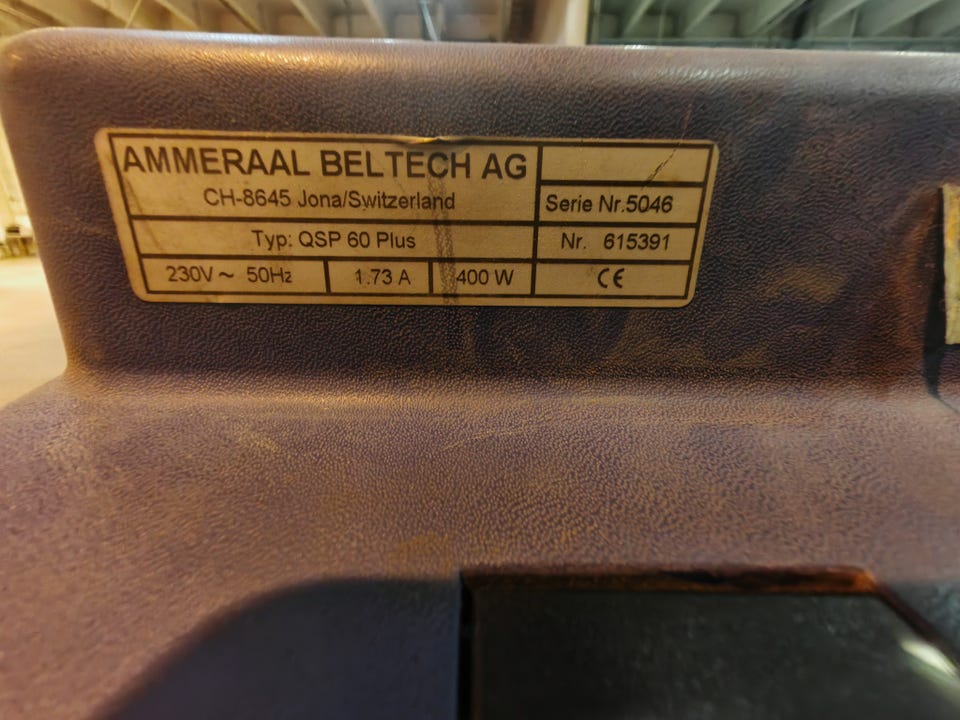 AMMERAAL BELTECH AG
CH-8645 Jona/Switzerland
Serie Nr.5046
Typ: QSP 60 Plus
Nr. 615391
230V ~ 50Hz
1.73 A
400 W
CE